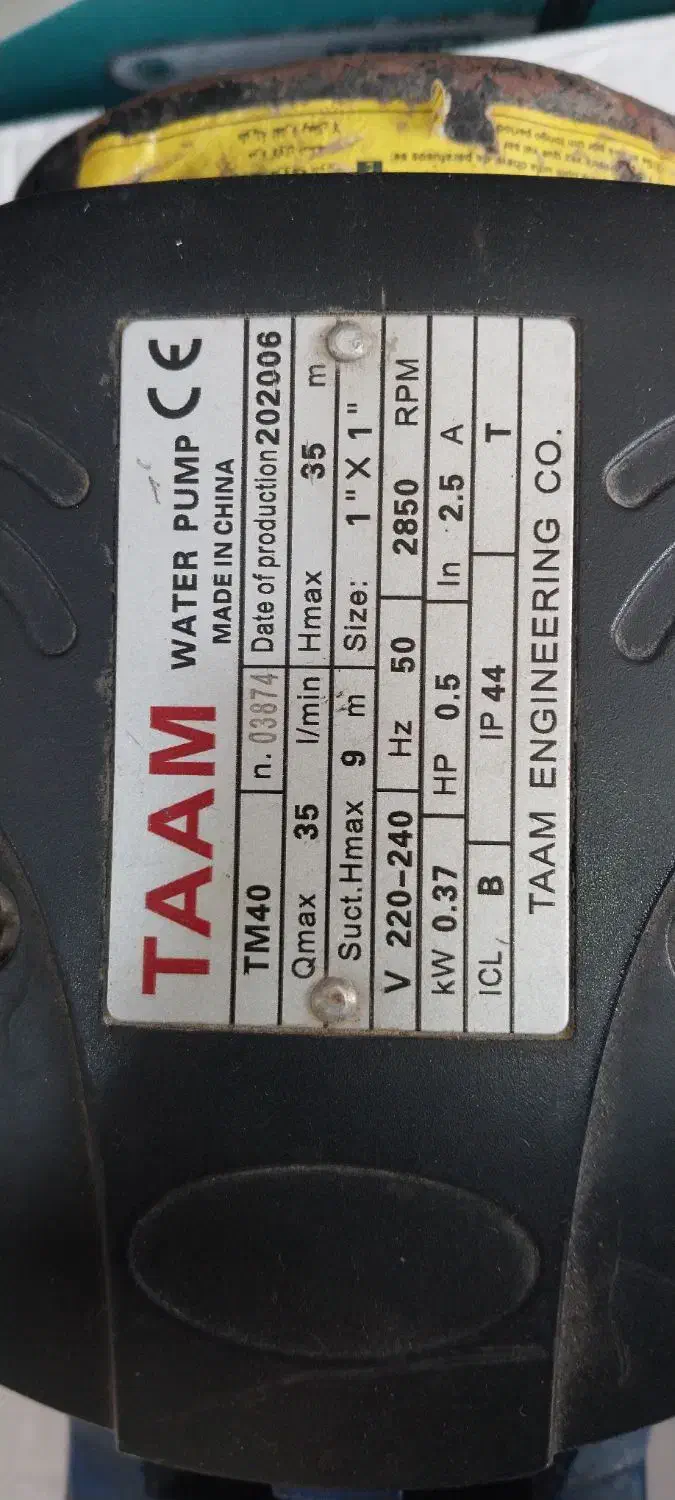 TAAM WATER PUMP CE
MADE IN CHINA
TM40 n. 03874 Date of production 202006
Qmax 35 l/min Hmax 35 m
Suct.Hmax 9 m Size: 1" X 1"
V 220-240 Hz 50 2850 RPM
kW 0.37 HP 0.5 In 2.5 A
ICL, B IP 44 T
TAAM ENGINEERING CO.